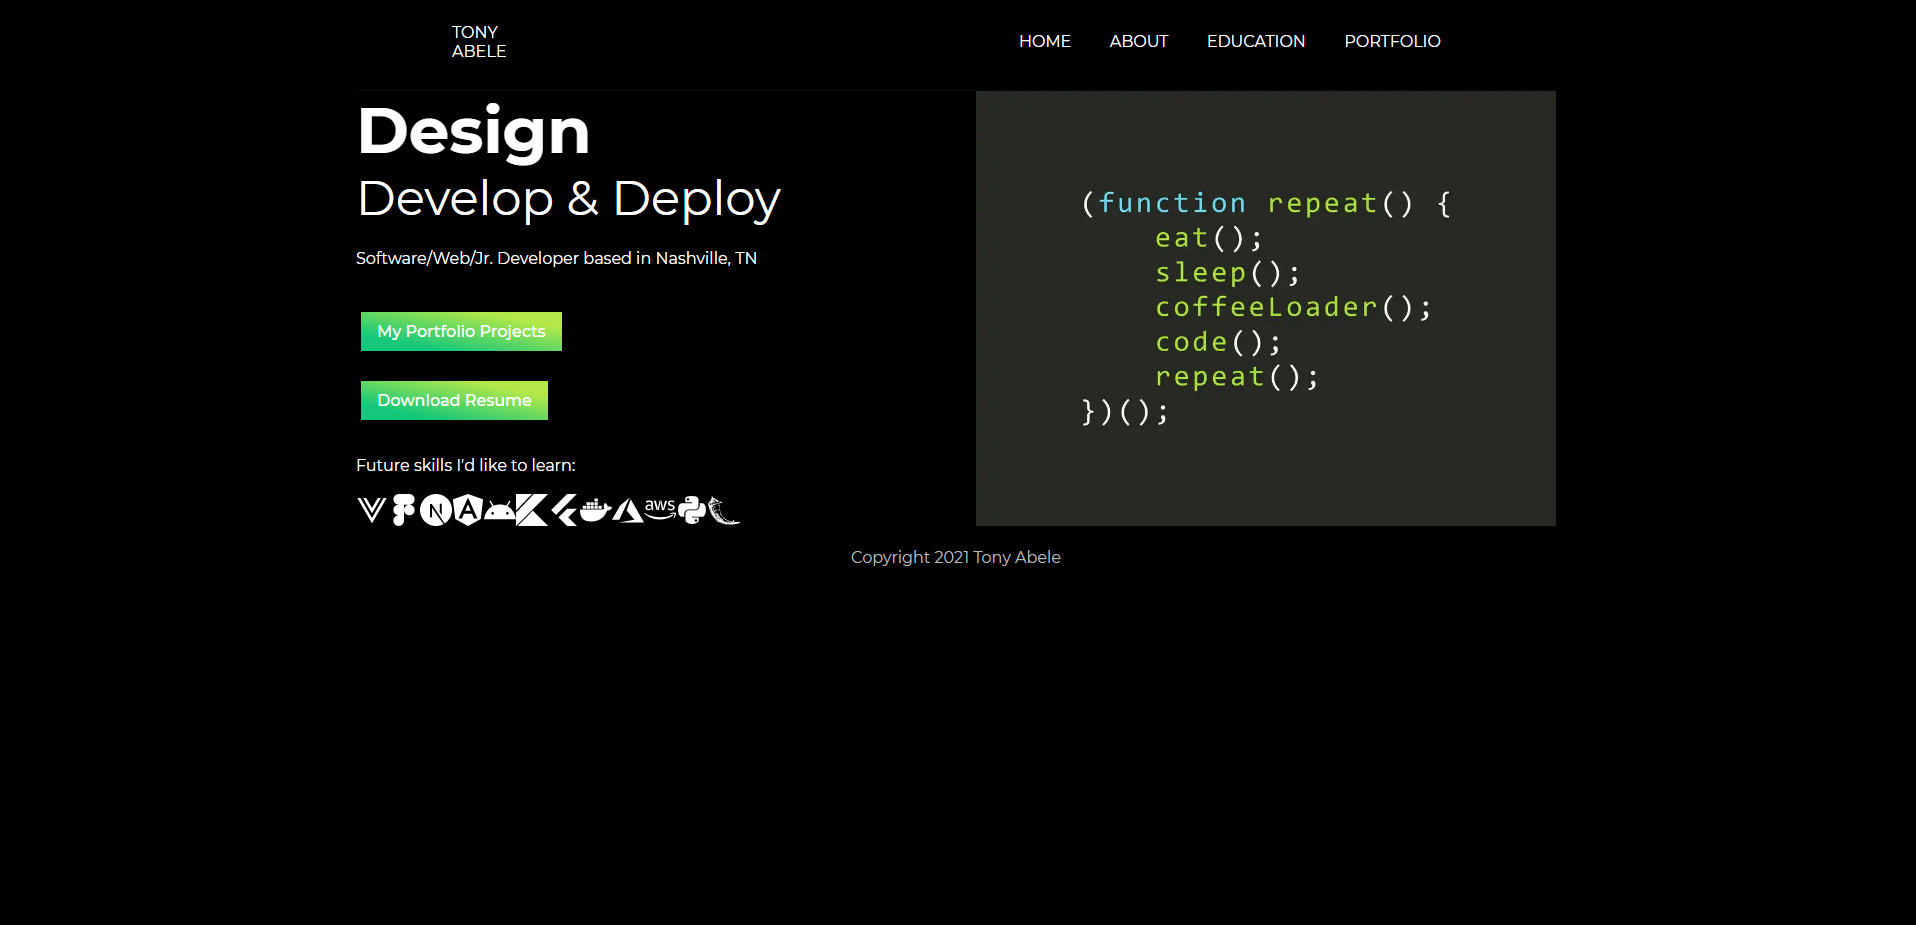 TONY
ABELE
HOME ABOUT EDUCATION PORTFOLIO
Design
Develop & Deploy
Software/Web/Jr. Developer based in Nashville, TN
My Portfolio Projects
Download Resume
Future skills I'd like to learn:
N A aws
(function repeat() {
eat();
sleep();
coffeeLoader();
code();
repeat();
})();
Copyright 2021 Tony Abele